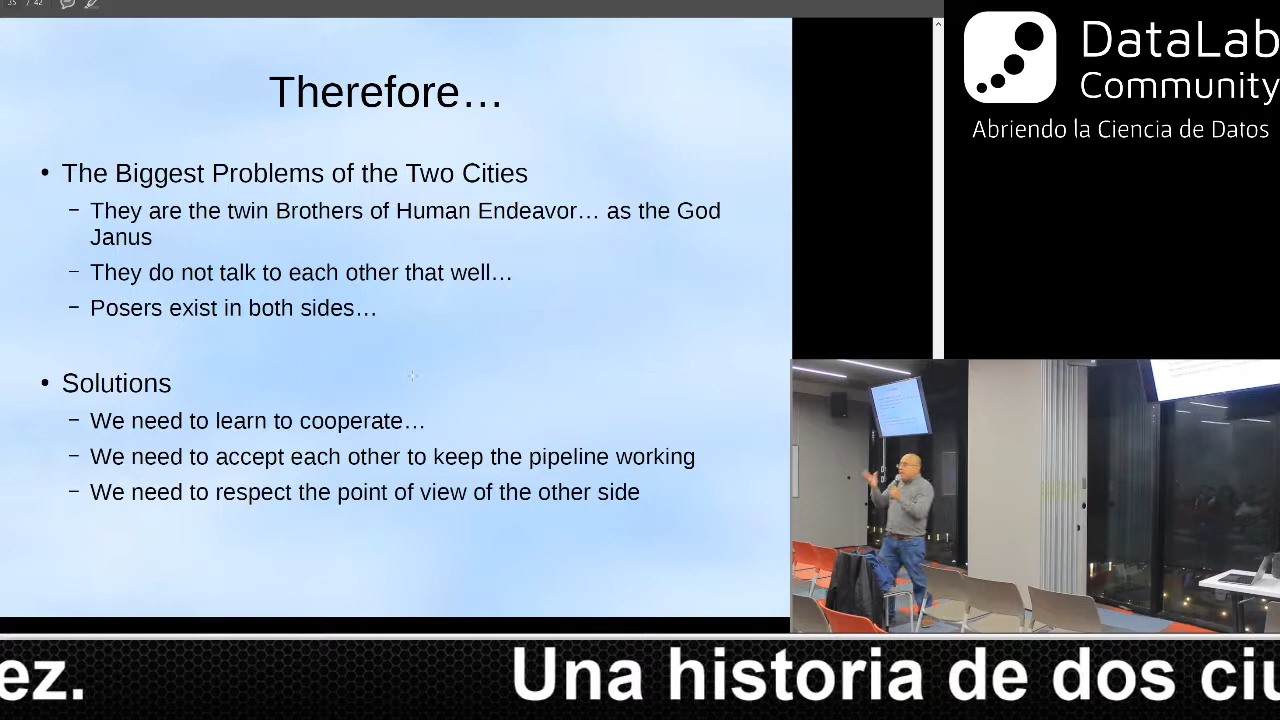 35 / 42
Therefore…
• The Biggest Problems of the Two Cities
– They are the twin Brothers of Human Endeavor… as the God
Janus
– They do not talk to each other that well…
– Posers exist in both sides…
• Solutions
– We need to learn to cooperate…
– We need to accept each other to keep the pipeline working
– We need to respect the point of view of the other side
DataLab
Community
Abriendo la Ciencia de Datos
ez. Una historia de dos ciu